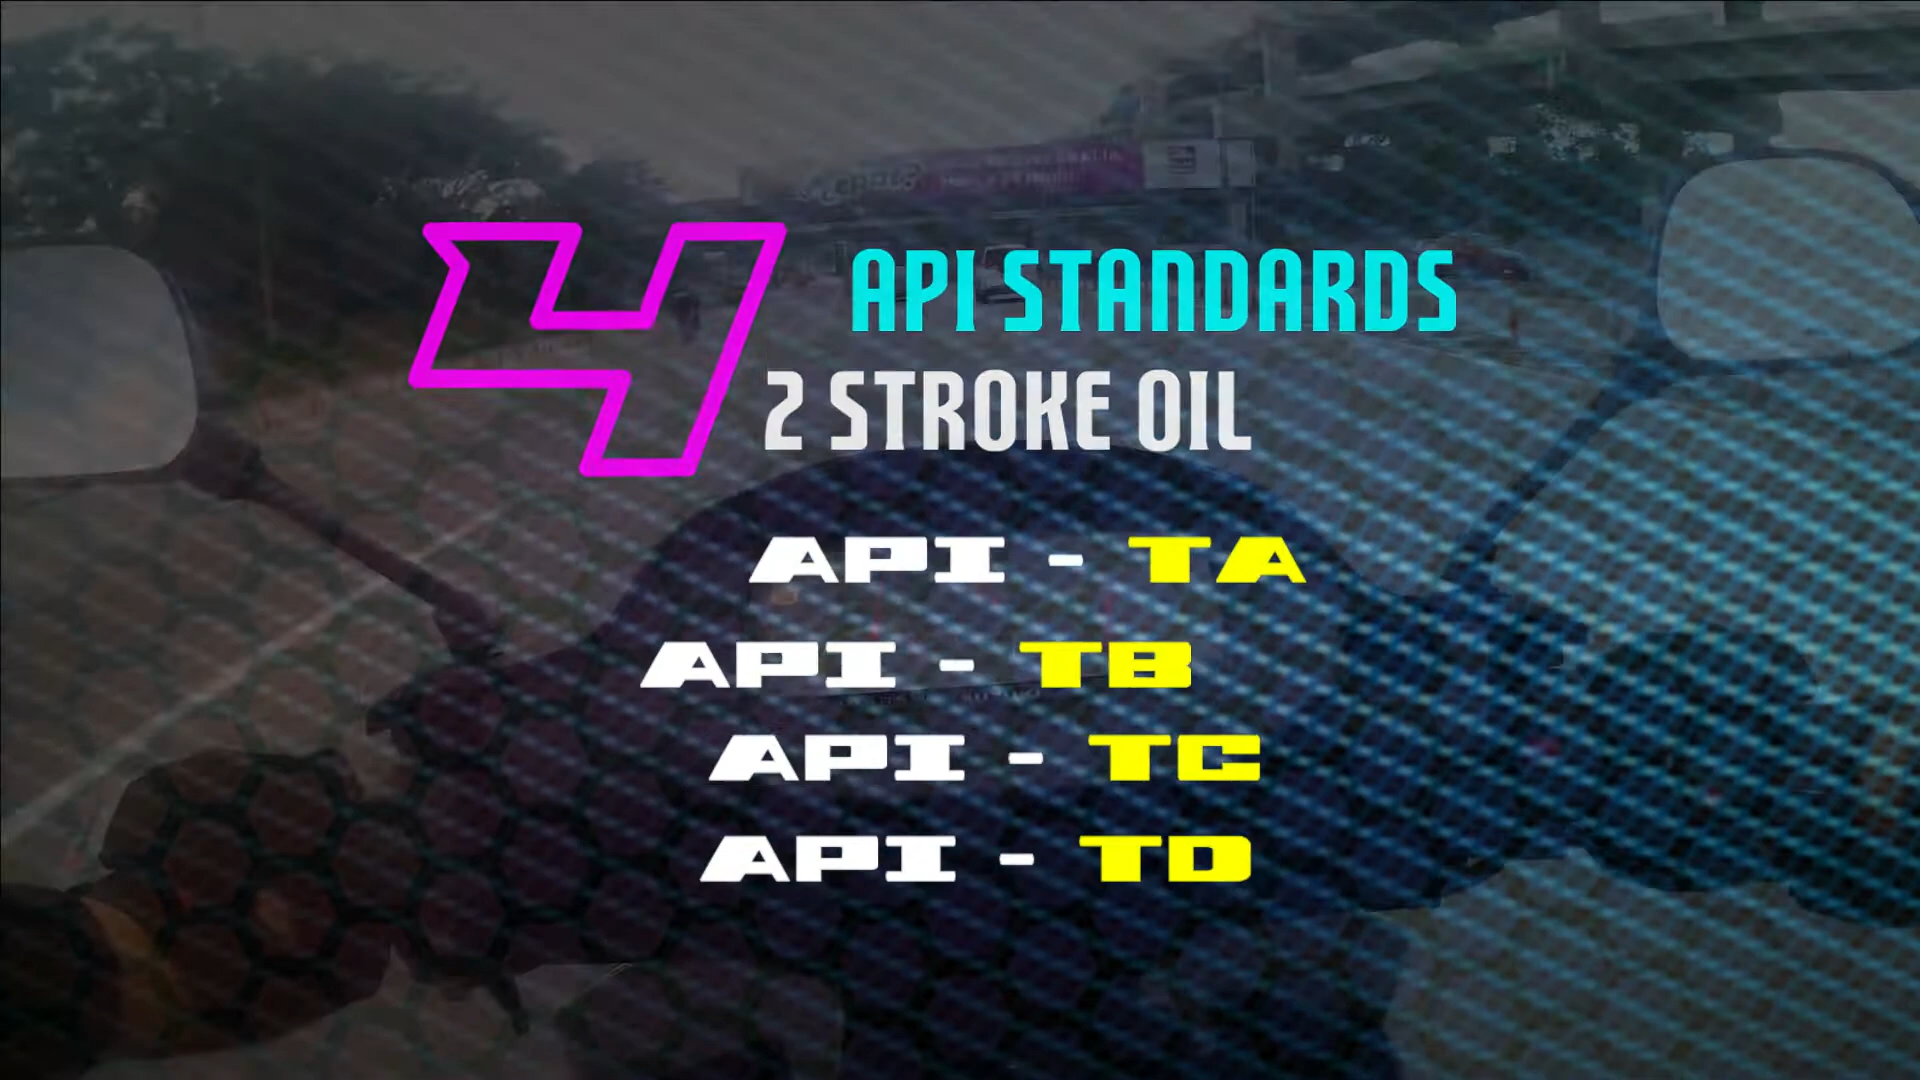 4 API STANDARDS
2 STROKE OIL
API - TA
API - TB
API - TC
API - TD